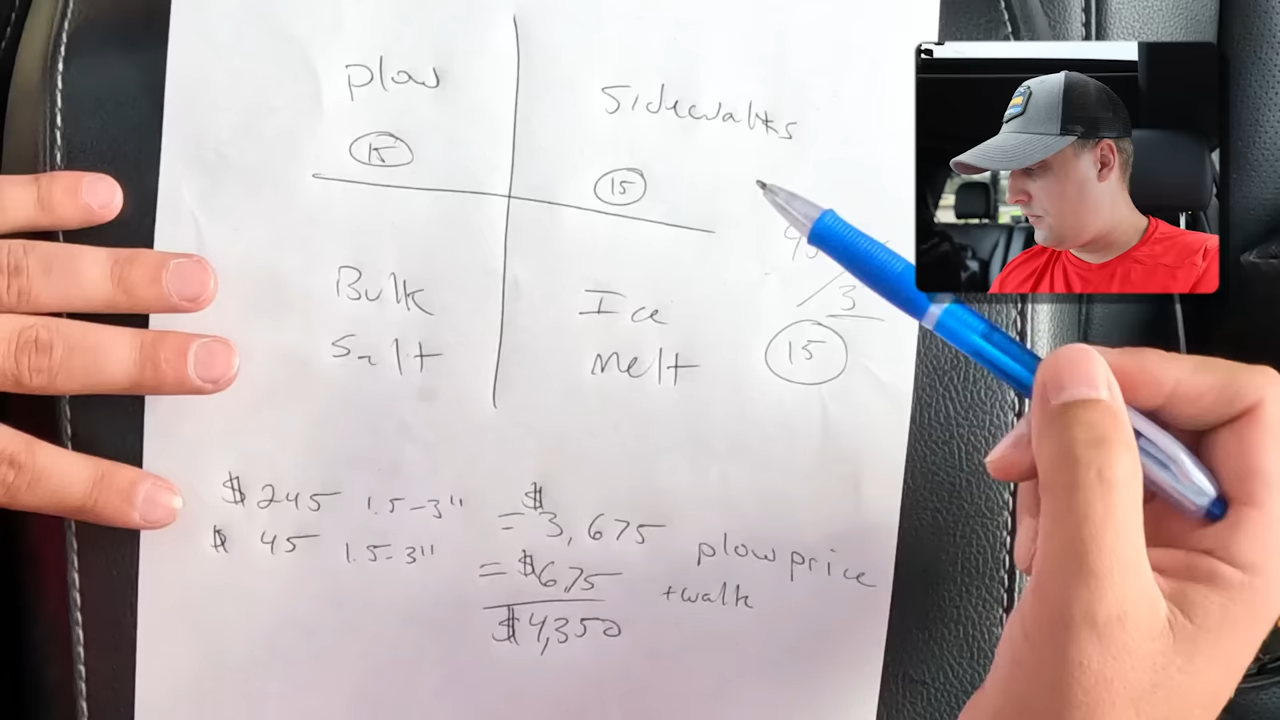 plow
15
Sidewalks
15
Bulk
Salt
Ice
melt
/3
15
$245 1.5-3" = $3,675 plow price
$ 45 1.5-3" = $675 + walk
$4,350